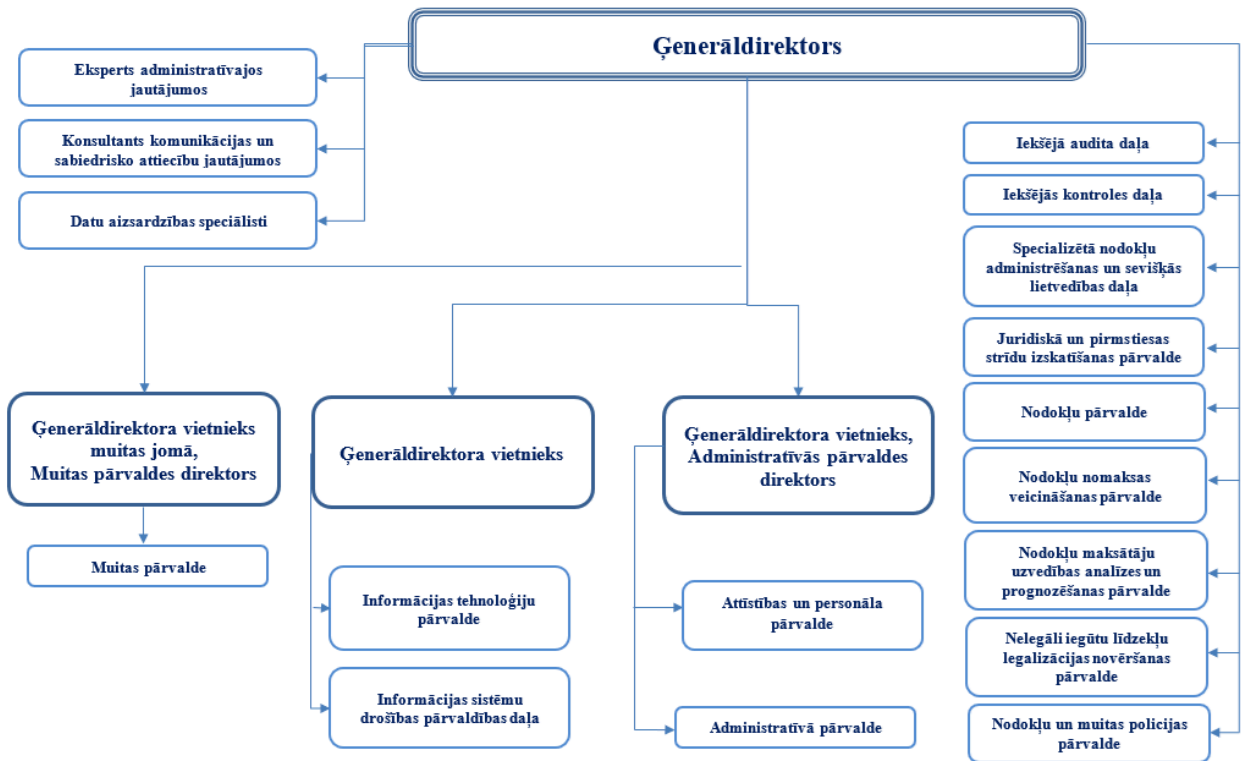 Ģenerāldirektors
Eksperts administratīvajos
jautājumos
Konsultants komunikācijas un
sabiedrisko attiecību jautājumos
Datu aizsardzības speciālisti
Iekšējā audita daļa
Iekšējās kontroles daļa
Specializētā nodokļu
administrēšanas un sevišķās
lietvedības daļa
Juridiskā un pirmstiesas
strīdu izskatīšanas pārvalde
Nodokļu pārvalde
Nodokļu nomaksas
veicināšanas pārvalde
Nodokļu maksātāju
uzvedības analīzes un
prognozēšanas pārvalde
Nelegāli iegūtu līdzekļu
legalizācijas novēršanas
pārvalde
Nodokļu un muitas policijas
pārvalde
Ģenerāldirektora vietnieks
muitas jomā,
Muitas pārvaldes direktors
Muitas pārvalde
Ģenerāldirektora vietnieks
Informācijas tehnoloģiju
pārvalde
Informācijas sistēmu
drošības pārvaldības daļa
Ģenerāldirektora vietnieks,
Administratīvās pārvaldes
direktors
Attīstības un personāla
pārvalde
Administratīvā pārvalde